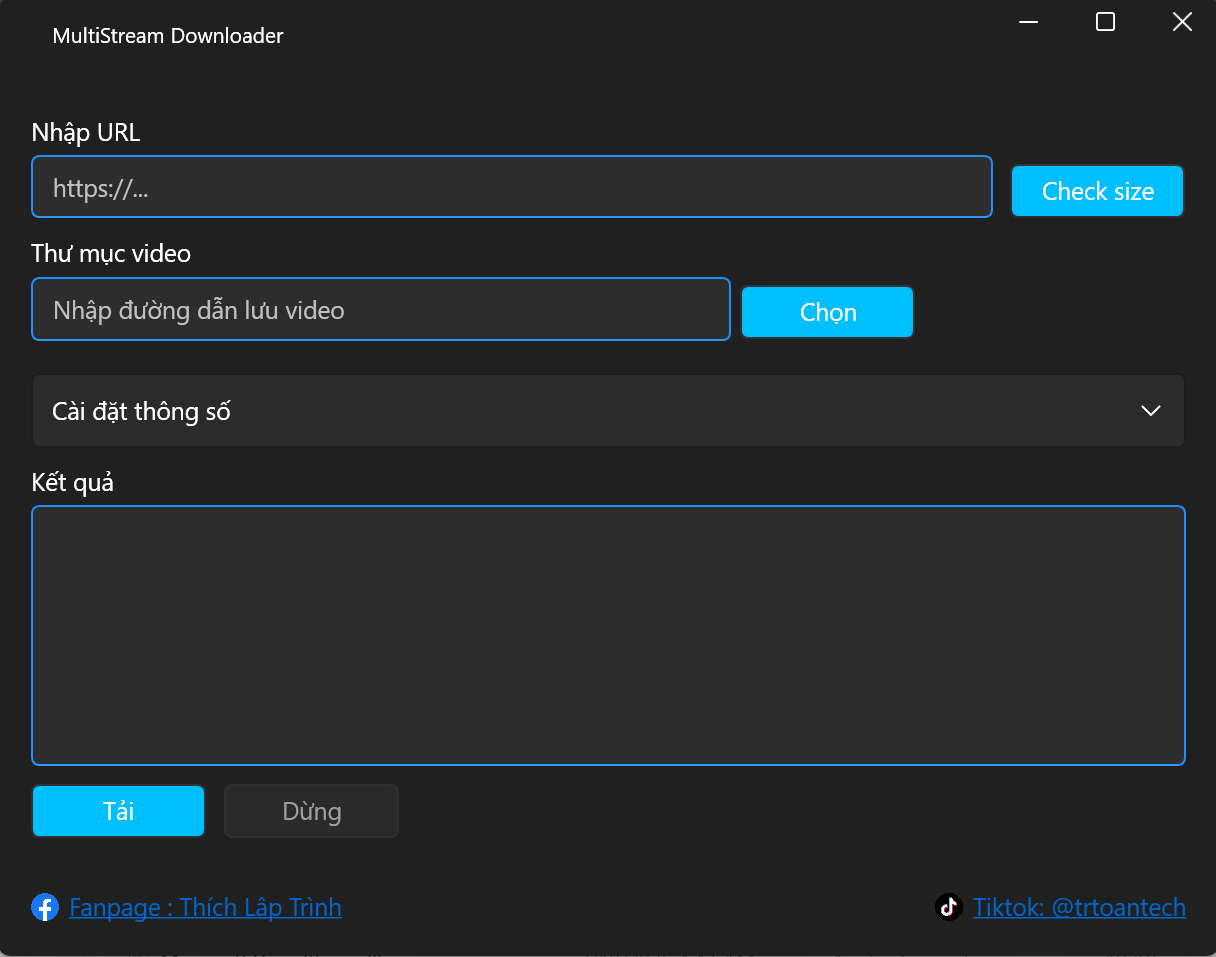 MultiStream Downloader
Nhập URL
https://...
Check size
Thư mục video
Nhập đường dẫn lưu video
Chọn
Cài đặt thông số
Kết quả
Tải
Dừng
Fanpage : Thích Lập Trình
Tiktok: @trtoantech